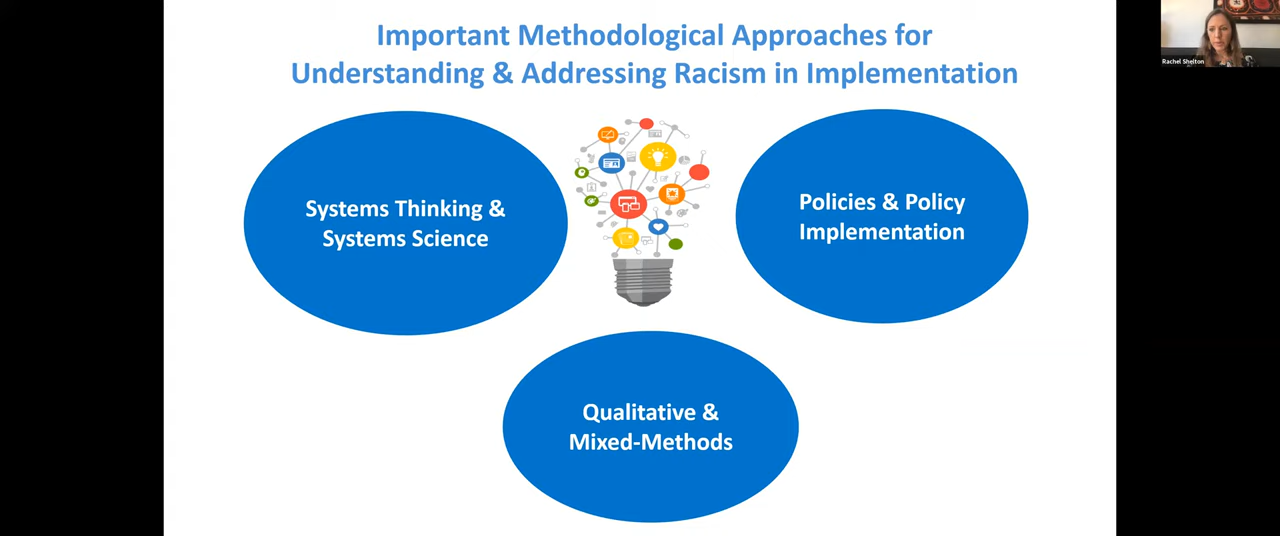 Important Methodological Approaches for
Understanding & Addressing Racism in Implementation
Systems Thinking &
Systems Science
Policies & Policy
Implementation
Qualitative &
Mixed-Methods
Rachel Shelton